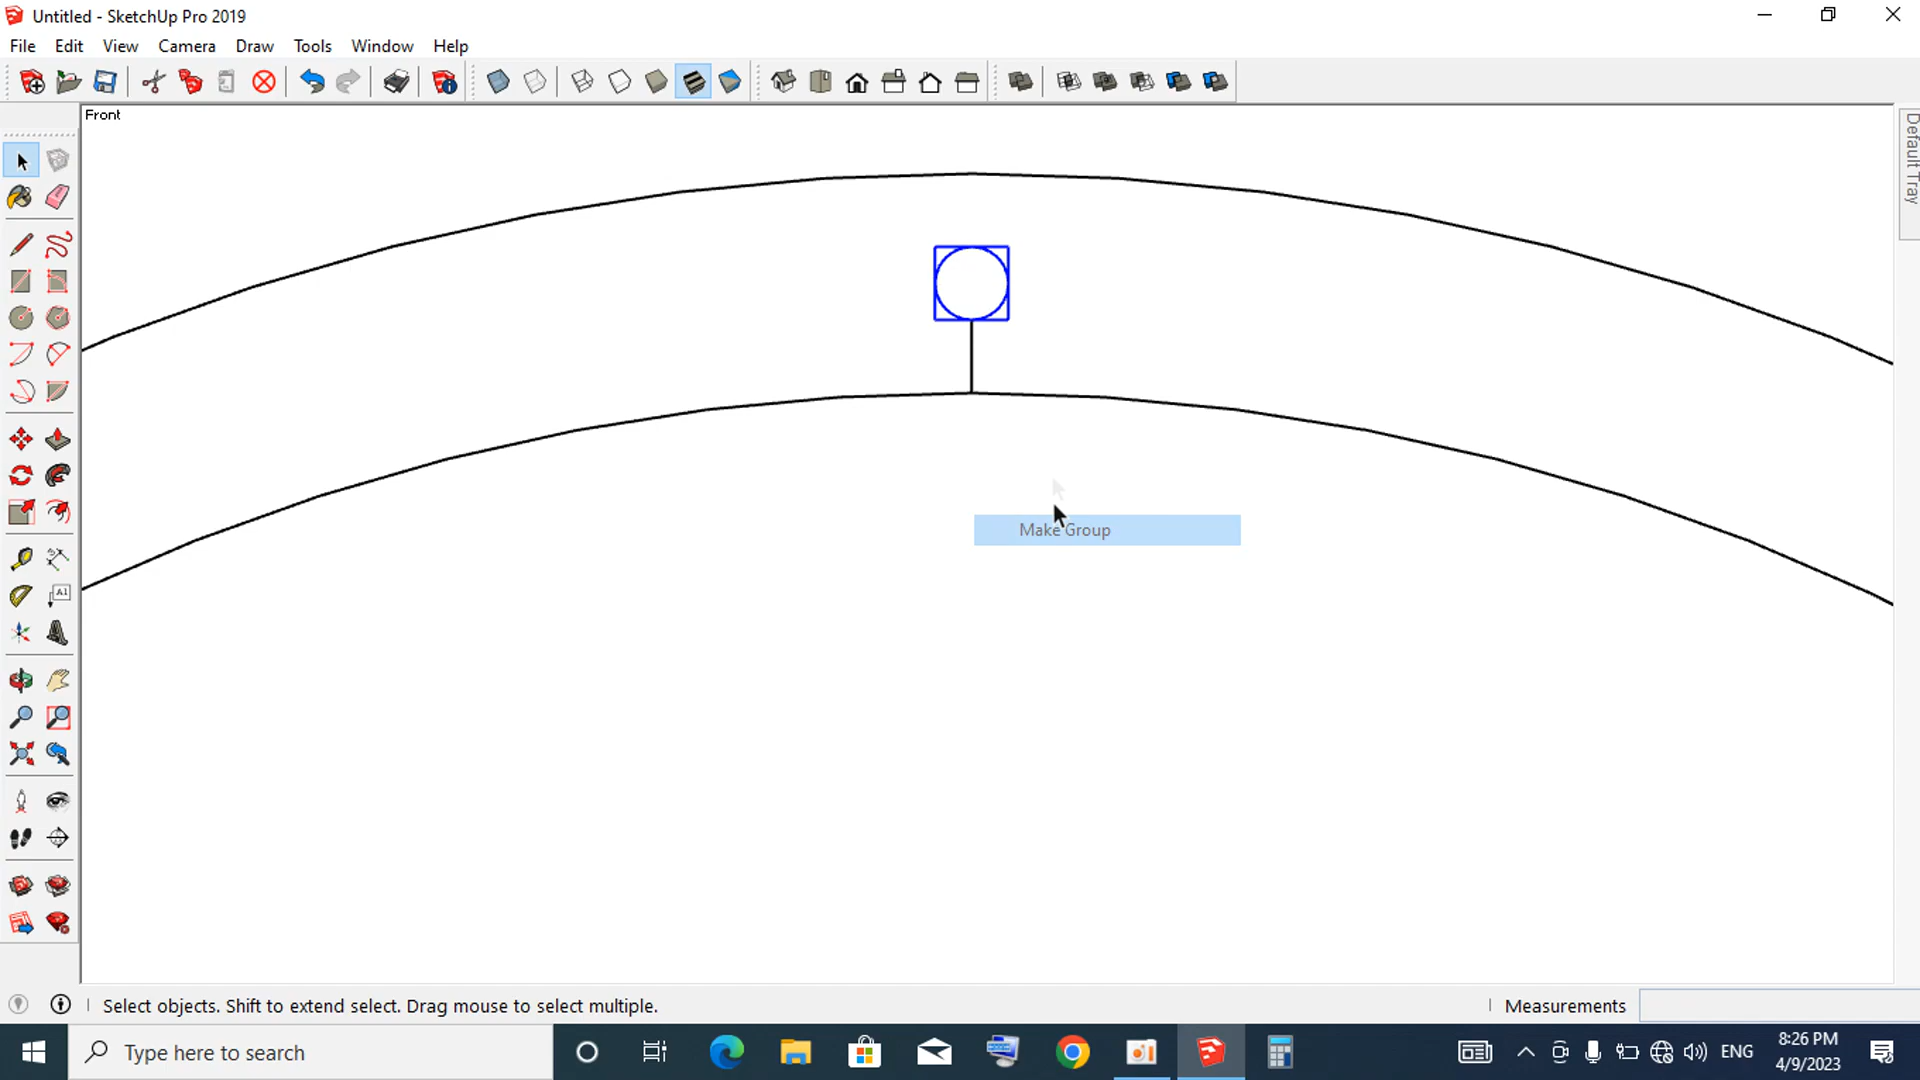 Untitled - SketchUp Pro 2019
File Edit View Camera Draw Tools Window Help
Front
Default Tray
A1
Make Group
Select objects. Shift to extend select. Drag mouse to select multiple.
Measurements
Type here to search
ENG
8:26 PM
4/9/2023